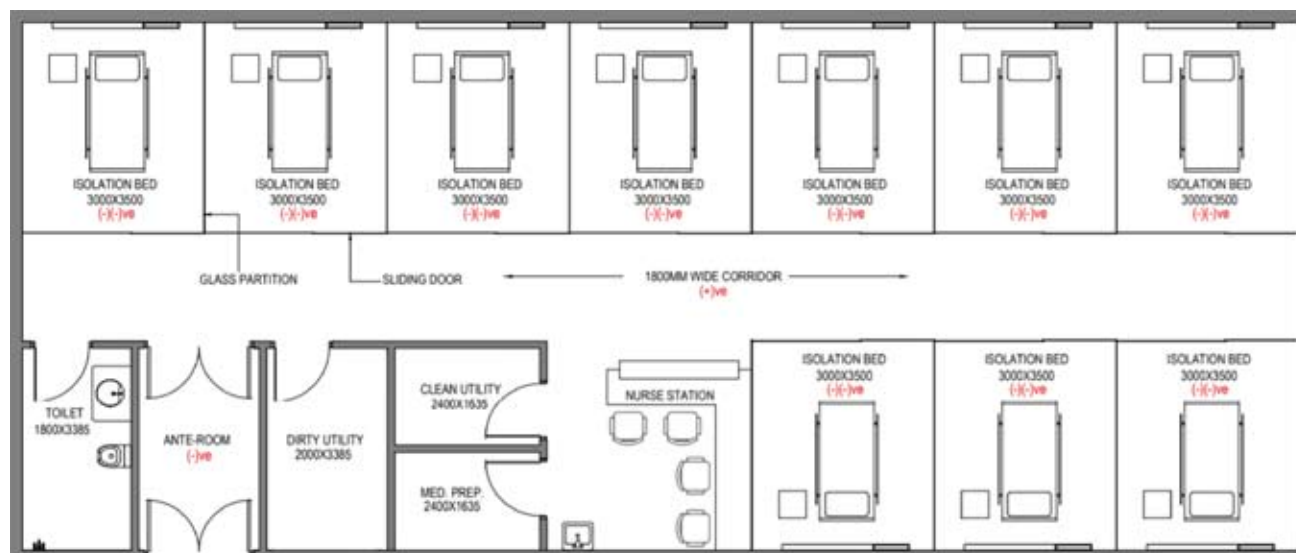 ISOLATION BED
3000X3500
(-)(-)ve
ISOLATION BED
3000X3500
(-)(-)ve
ISOLATION BED
3000X3500
(-)(-)ve
ISOLATION BED
3000X3500
(-)(-)ve
ISOLATION BED
3000X3500
(-)(-)ve
ISOLATION BED
3000X3500
(-)(-)ve
ISOLATION BED
3000X3500
(-)(-)ve
GLASS PARTITION
SLIDING DOOR
1800MM WIDE CORRIDOR
(+)ve
TOILET
1800X3385
ANTE-ROOM
(-)ve
DIRTY UTILITY
2000X3385
CLEAN UTILITY
2400X1635
MED. PREP.
2400X1635
NURSE STATION
ISOLATION BED
3000X3500
(-)(-)ve
ISOLATION BED
3000X3500
(-)(-)ve
ISOLATION BED
3000X3500
(-)(-)ve